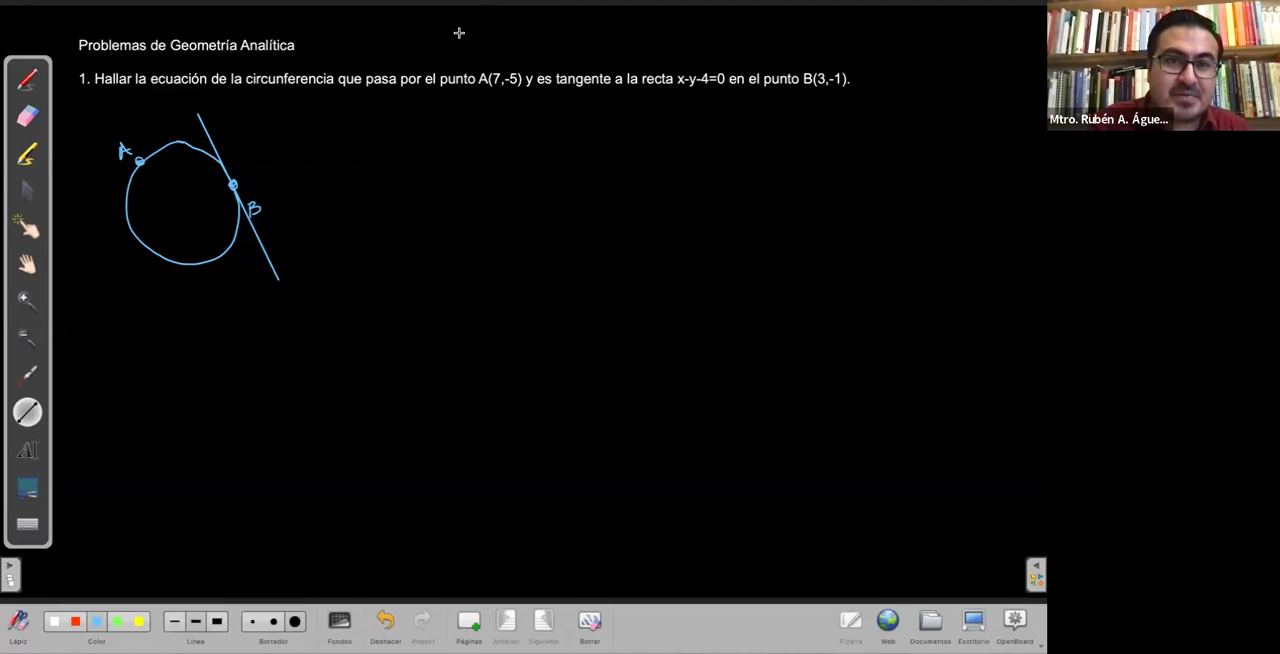 Problemas de Geometría Analítica
1. Hallar la ecuación de la circunferencia que pasa por el punto A(7,-5) y es tangente a la recta x-y-4=0 en el punto B(3,-1).
Mtro. Rubén A. Águe...
A
B
AI
Lápiz
Color
Línea
Borrador
Fondos
Deshacer
Repetir
Páginas
Anterior
Siguiente
Borrar
Pizarra
Web
Documentos
Escritorio
OpenBoard